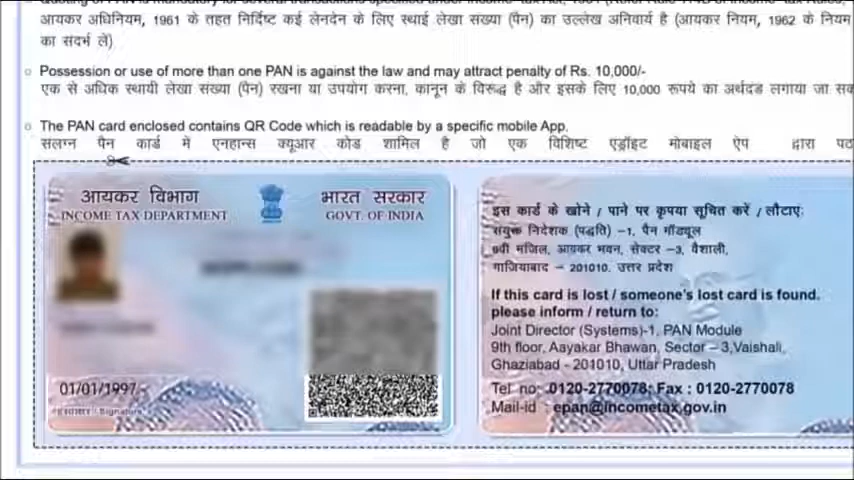 आयकर अधिनियम, 1961 के तहत निर्दिष्ट कई लेनदेन के लिए स्थाई लेखा संख्या (पैन) का उल्लेख अनिवार्य है (आयकर नियम, 1962 के नियम
का संदर्भ लें)
Possession or use of more than one PAN is against the law and may attract penalty of Rs. 10,000/-
एक से अधिक स्थायी लेखा संख्या (पैन) रखना या उपयोग करना, कानून के विरूद्ध है और इसके लिए 10,000 रूपये का अर्थदंड लगाया जा
The PAN card enclosed contains QR Code which is readable by a specific mobile App.
संलग्न पैन कार्ड में एनहान्स क्यूआर कोड शामिल है जो एक विशिष्ट एड्रॉइट मोबाइल ऐप द्वारा
आयकर विभाग
INCOME TAX DEPARTMENT
भारत सरकार
GOVT. OF INDIA
01/01/1997
Signature
इस कार्ड के खोने / पाने पर कृपया सूचित करें / लौटाएं:
संयुक्त निदेशक (पद्धति) -1, पैन मॉड्यूल
9वी मंजिल, आयकर भवन, सेक्टर -3, वैशाली,
गाजियाबाद - 201010. उत्तर प्रदेश
If this card is lost / someone's lost card is found.
please inform / return to:
Joint Director (Systems)-1, PAN Module
9th floor, Aayakar Bhawan, Sector – 3,Vaishali,
Ghaziabad - 201010, Uttar Pradesh
Tel no: 0120-2770078; Fax : 0120-2770078
Mail-id : epan@incometax.gov.in